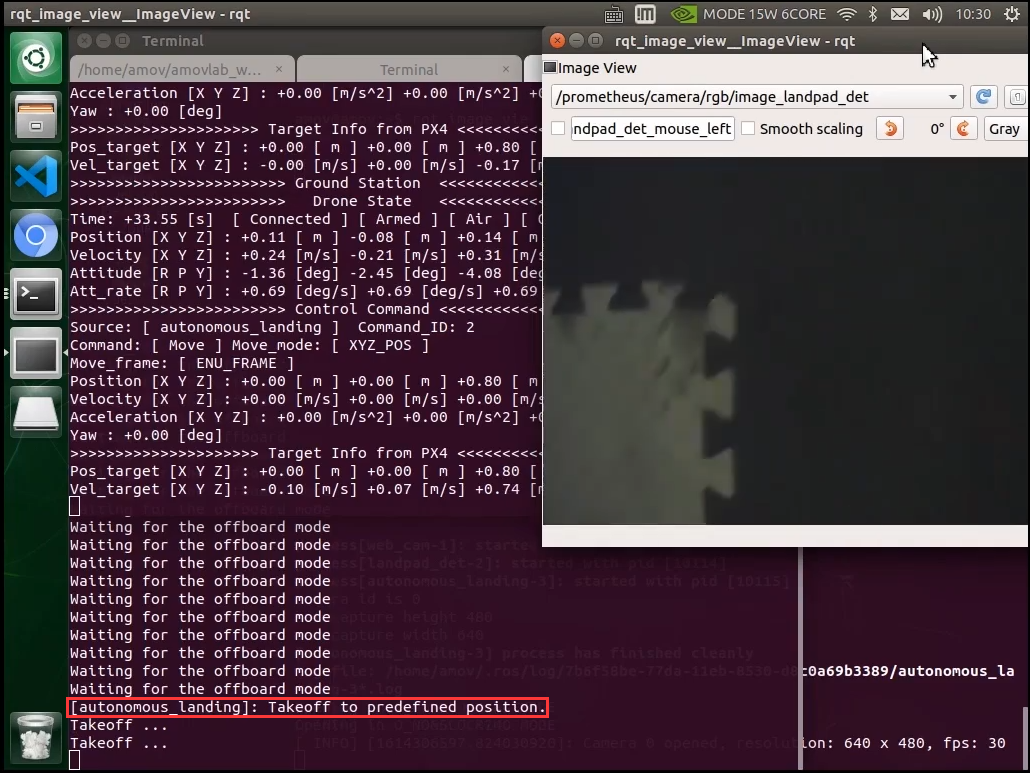 rqt_image_view__ImageView - rqt
MODE 15W 6CORE
10:30
Terminal
rqt_image_view__ImageView - rqt
/home/amov/amovlab_w...
Terminal
Image View
/prometheus/camera/rgb/image_landpad_det
ndpad_det_mouse_left
Smooth scaling
0°
Gray
Acceleration [X Y Z] : +0.00 [m/s^2] +0.00 [m/s^2] +0
Yaw : +0.00 [deg]
>>>>>>>>>>>>>>>>>>>>> Target Info from PX4 <<<<<<<<<<
Pos_target [X Y Z] : +0.00 [ m ] +0.00 [ m ] +0.80 [
Vel_target [X Y Z] : -0.00 [m/s] +0.00 [m/s] -0.17 [
>>>>>>>>>>>>>>>>>>>>>>>> Ground Station  <<<<<<<<<<<<
>>>>>>>>>>>>>>>>>>>>>>>>   Drone State   <<<<<<<<<<<<
Time: +33.55 [s]  [ Connected ] [ Armed ] [ Air ] [
Position [X Y Z] : +0.11 [ m ] -0.08 [ m ] +0.14 [ m
Velocity [X Y Z] : +0.24 [m/s] -0.21 [m/s] +0.31 [m/s
Attitude [R P Y] : -1.36 [deg] -2.45 [deg] -4.08 [deg
Att_rate [R P Y] : +0.69 [deg/s] +0.69 [deg/s] +0.69
>>>>>>>>>>>>>>>>>>>>>>>> Control Command <<<<<<<<<<<<
Source: [ autonomous_landing ]  Command_ID: 2
Command: [ Move ] Move_mode: [ XYZ_POS ]
Move_frame: [ ENU_FRAME ]
Position [X Y Z] : +0.00 [ m ] +0.00 [ m ] +0.80 [ m
Velocity [X Y Z] : +0.00 [m/s] +0.00 [m/s] +0.00 [m/s
Acceleration [X Y Z] : +0.00 [m/s^2] +0.00 [m/s^2] +0
Yaw : +0.00 [deg]
>>>>>>>>>>>>>>>>>>>>> Target Info from PX4 <<<<<<<<<<
Pos_target [X Y Z] : +0.00 [ m ] +0.00 [ m ] +0.80 [
Vel_target [X Y Z] : -0.10 [m/s] +0.07 [m/s] +0.74 [
Waiting for the offboard mode
Waiting for the offboard mode
Waiting for the offboard mode
Waiting for the offboard mode
Waiting for the offboard mode
Waiting for the offboard mode
Waiting for the offboard mode
Waiting for the offboard mode
Waiting for the offboard mode
Waiting for the offboard mode
c0a69b3389/autonomous_la
[autonomous_landing]: Takeoff to predefined position.
Takeoff ...
Takeoff ...
resolution: 640 x 480, fps: 30